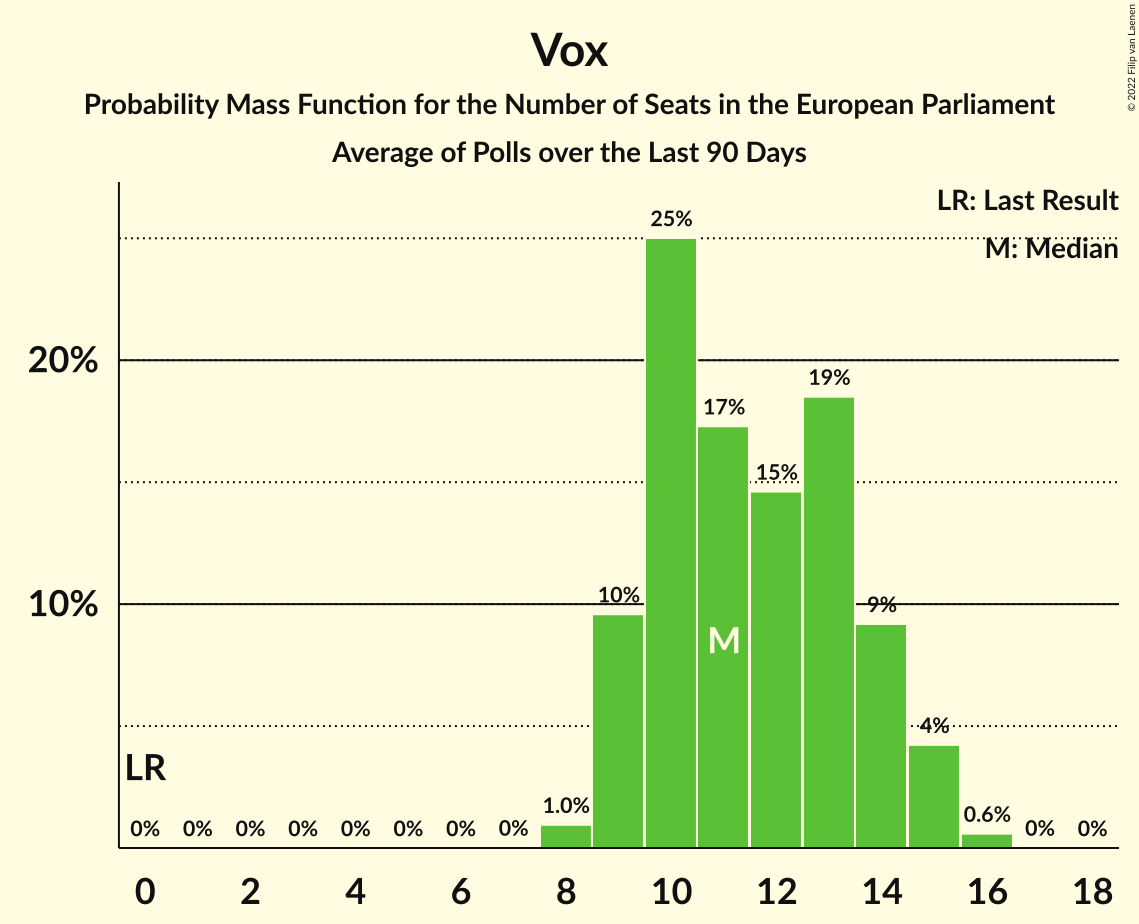 Vox
Probability Mass Function for the Number of Seats in the European Parliament
Average of Polls over the Last 90 Days
© 2022 Filip van Laenen
LR: Last Result
M: Median
25%
20%
19%
17%
15%
10%
10%
9%
M
4%
LR
1.0%
0.6%
0% 0% 0% 0% 0% 0% 0% 0% 0% 0%
0 2 4 6 8 10 12 14 16 18